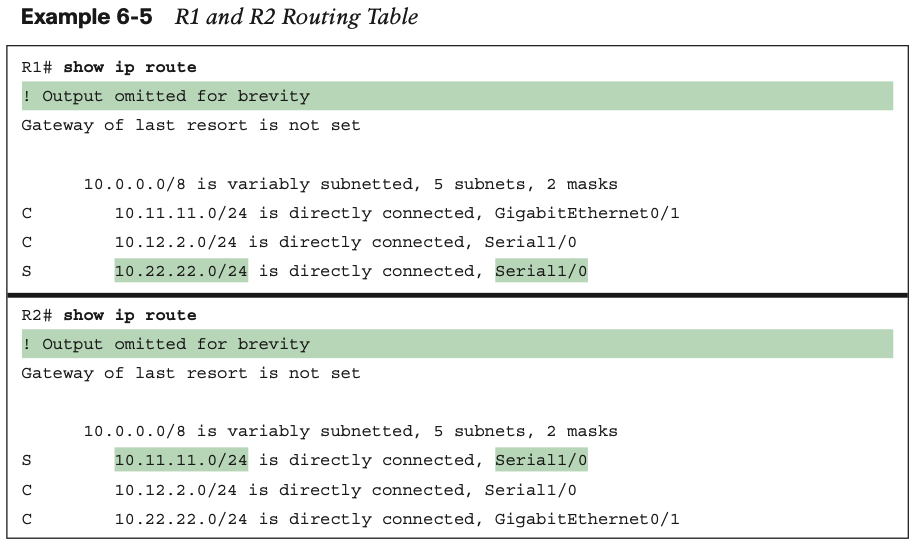 Example 6-5 R1 and R2 Routing Table
R1# show ip route
! Output omitted for brevity
Gateway of last resort is not set
10.0.0.0/8 is variably subnetted, 5 subnets, 2 masks
C 10.11.11.0/24 is directly connected, GigabitEthernet0/1
C 10.12.2.0/24 is directly connected, Serial1/0
S 10.22.22.0/24 is directly connected, Serial1/0
R2# show ip route
! Output omitted for brevity
Gateway of last resort is not set
10.0.0.0/8 is variably subnetted, 5 subnets, 2 masks
S 10.11.11.0/24 is directly connected, Serial1/0
C 10.12.2.0/24 is directly connected, Serial1/0
C 10.22.22.0/24 is directly connected, GigabitEthernet0/1